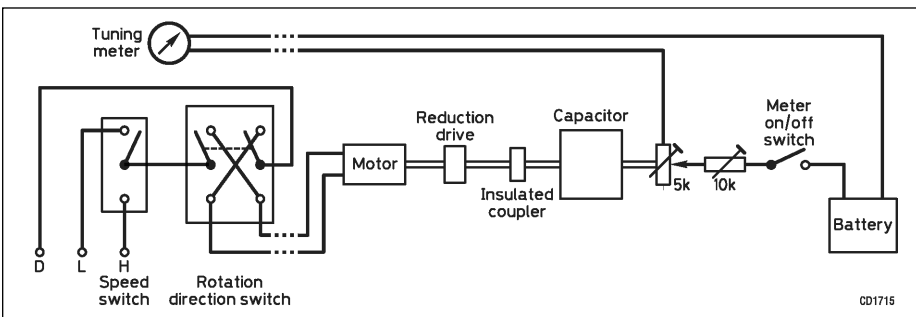 Tuning
meter
Reduction
drive
Capacitor
Meter
on/off
switch
Motor
5k
10k
Insulated
coupler
Battery
D
L
H
Speed
switch
Rotation
direction switch
CD1715